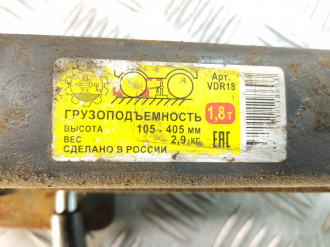 Арт.
VDR18
ГРУЗОПОДЪЕМНОСТЬ 1,8т
ВЫСОТА 105 - 405 мм
ВЕС 2,9 кг
СДЕЛАНО В РОССИИ
EAC